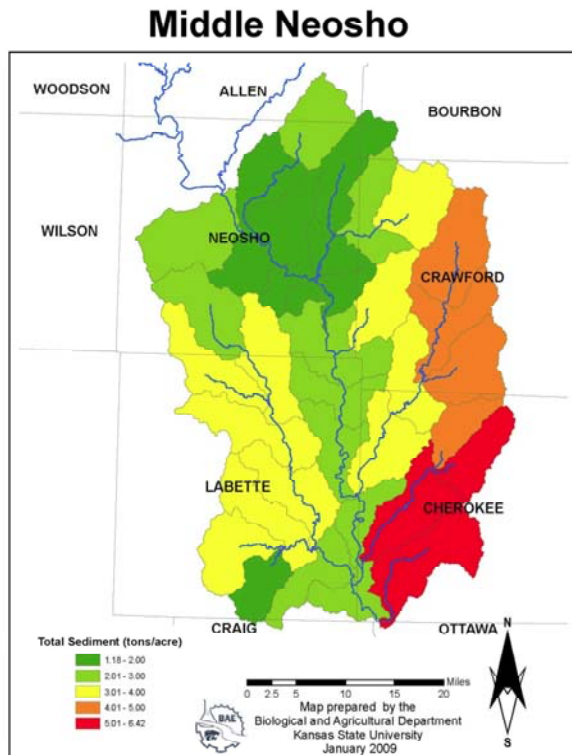 Middle Neosho
WOODSON
ALLEN
BOURBON
WILSON
NEOSHO
CRAWFORD
LABETTE
CHEROKEE
CRAIG
OTTAWA
Total Sediment (tons/acre)
1.18 - 2.00
2.01 - 3.00
3.01 - 4.00
4.01 - 5.00
5.01 - 6.42
0 2.5 5 10 15 20 Miles
Map prepared by the
Biological and Agricultural Department
Kansas State University
January 2009
BAE
N
S